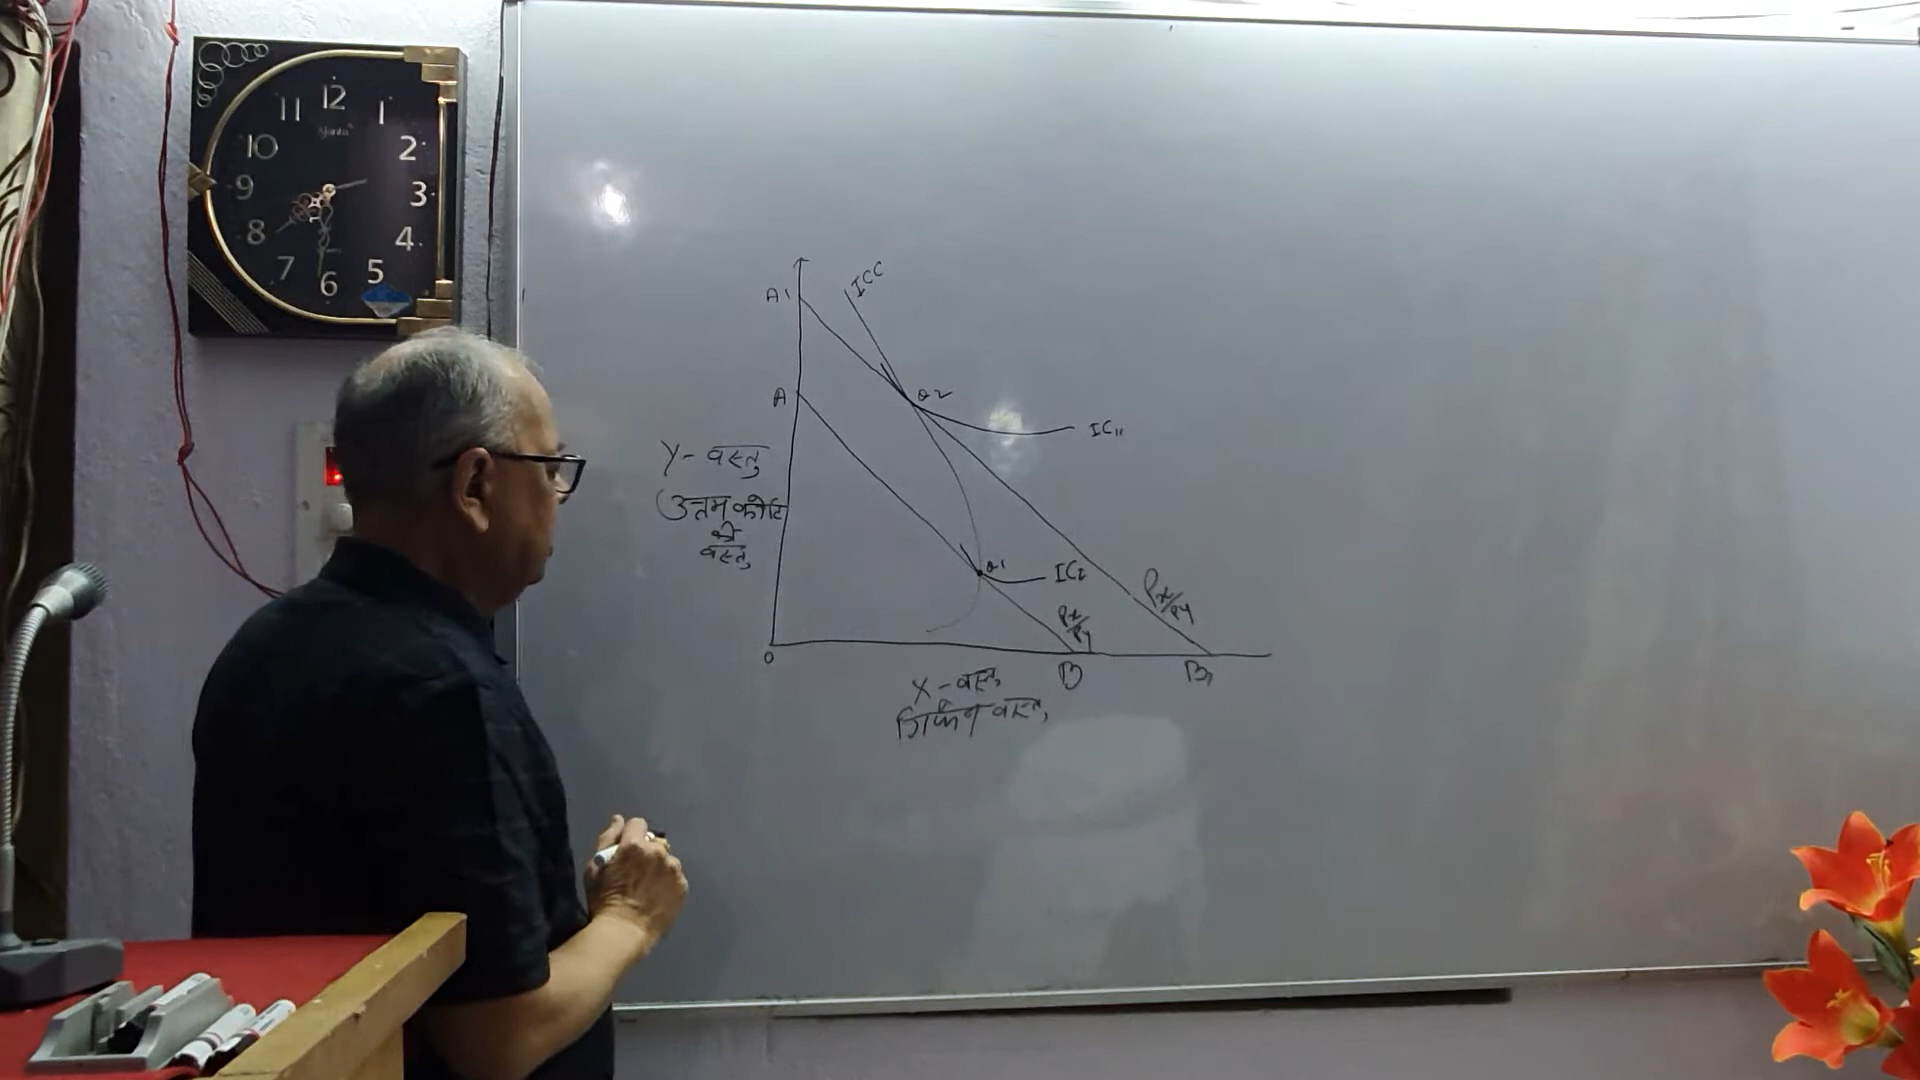 12
11
1
10
2
9
3
8
4
7
5
6
A1
ICC
A
Q2
IC11
Y-वस्तु
उत्तम कोटि
की
वस्तु
Q1
IC1
Px/Py
Px/Py
O
B
B1
X-वस्तु
गिफिन वस्तु